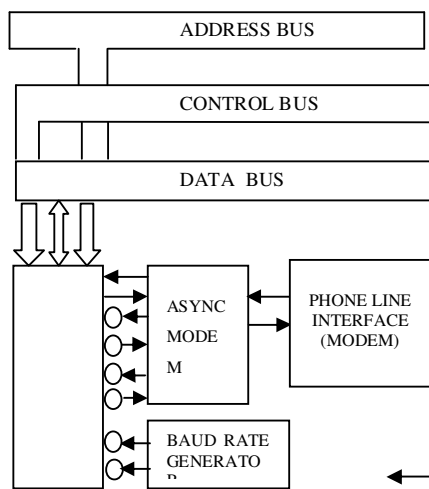 ADDRESS BUS
CONTROL BUS
DATA BUS
ASYNC
MODE
M
PHONE LINE
INTERFACE
(MODEM)
BAUD RATE
GENERATO